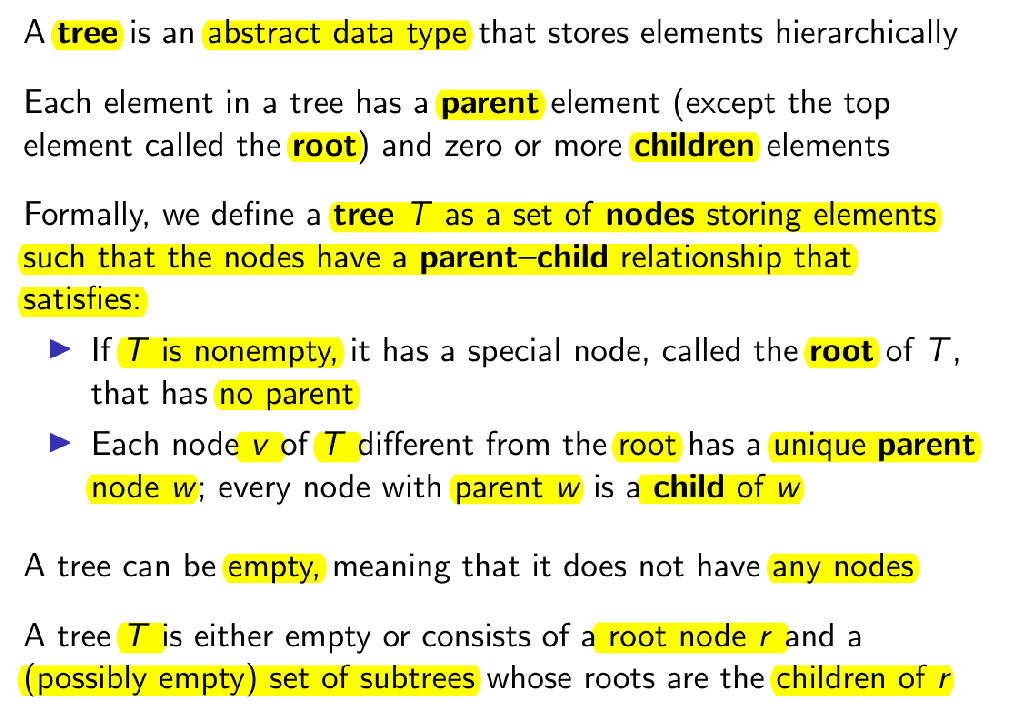 A tree is an abstract data type that stores elements hierarchically
Each element in a tree has a parent element (except the top
element called the root) and zero or more children elements
Formally, we define a tree T as a set of nodes storing elements
such that the nodes have a parent–child relationship that
satisfies:
▶ If T is nonempty, it has a special node, called the root of T,
that has no parent
▶ Each node v of T different from the root has a unique parent
node w; every node with parent w is a child of w
A tree can be empty, meaning that it does not have any nodes
A tree T is either empty or consists of a root node r and a
(possibly empty) set of subtrees whose roots are the children of r